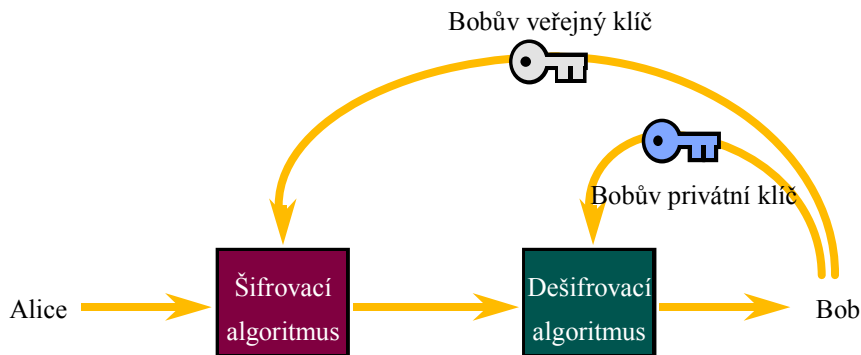 Bobův veřejný klíč
Bobův privátní klíč
Alice
Šifrovací
algoritmus
Dešifrovací
algoritmus
Bob